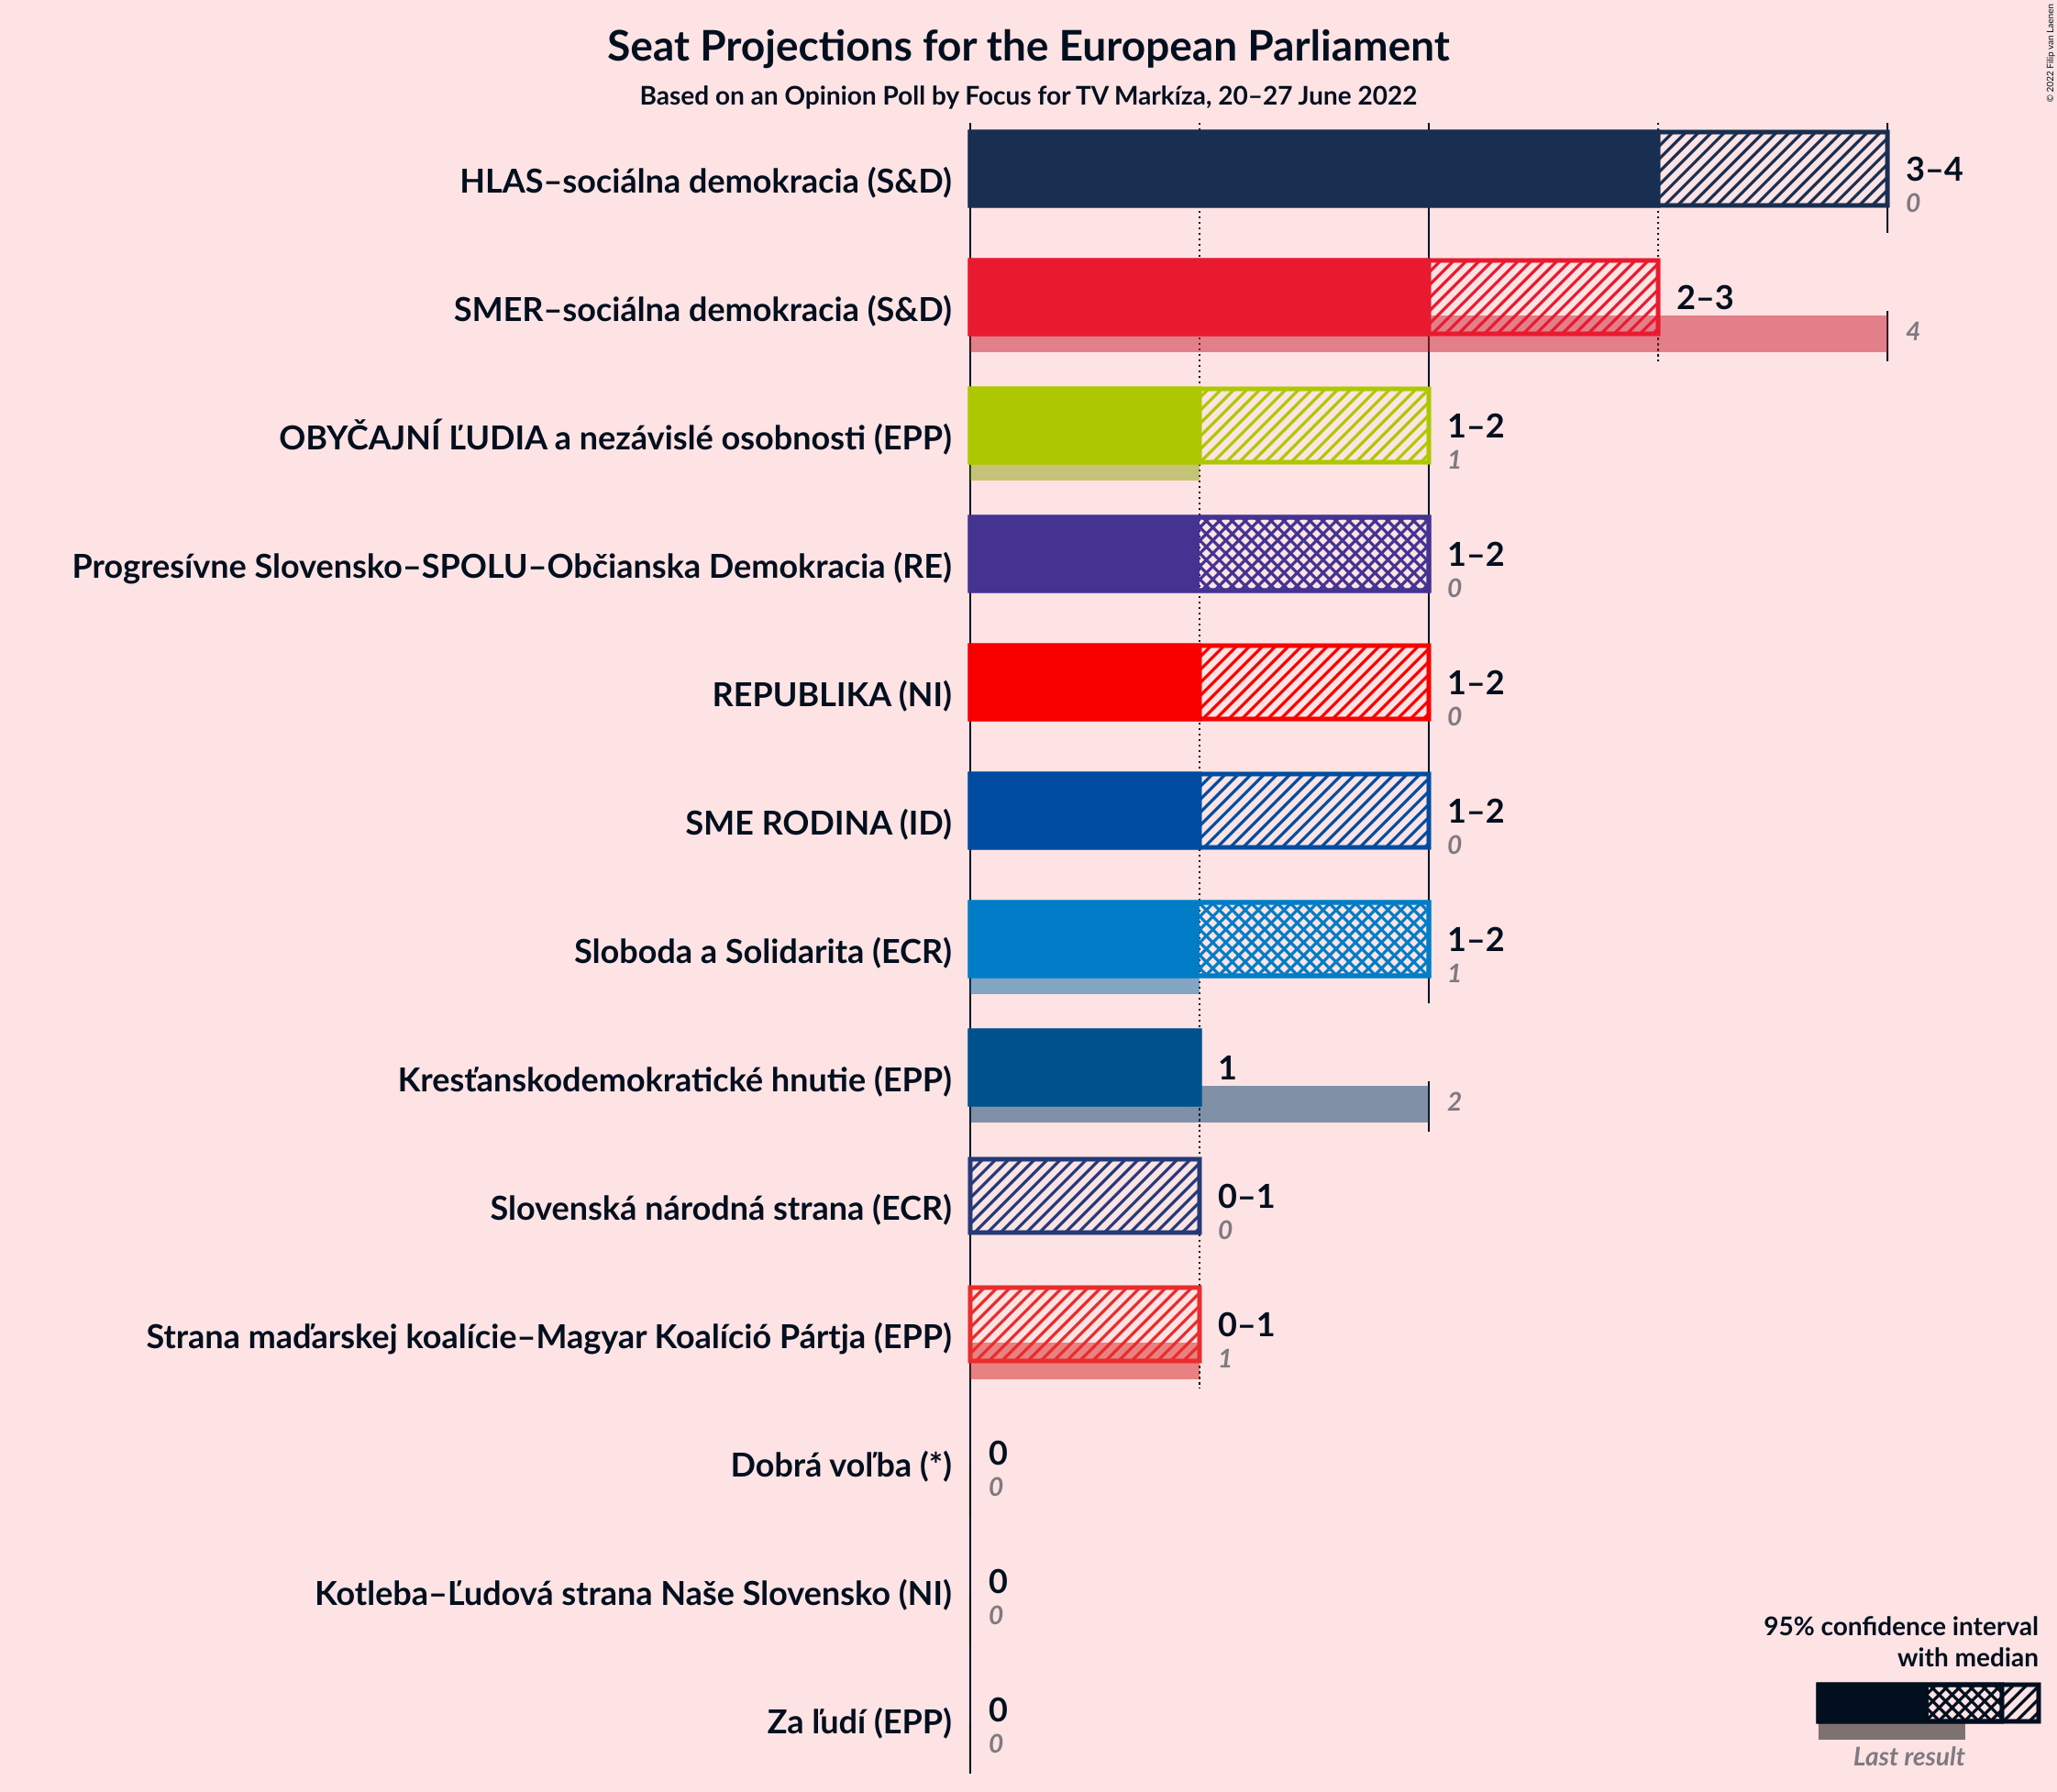 Seat Projections for the European Parliament
Based on an Opinion Poll by Focus for TV Markíza, 20–27 June 2022
© 2022 Filip van Laenen
HLAS–sociálna demokracia (S&D)
3–4
0
SMER–sociálna demokracia (S&D)
2–3
4
OBYČAJNÍ ĽUDIA a nezávislé osobnosti (EPP)
1–2
1
Progresívne Slovensko–SPOLU–Občianska Demokracia (RE)
1–2
0
REPUBLIKA (NI)
1–2
0
SME RODINA (ID)
1–2
0
Sloboda a Solidarita (ECR)
1–2
1
Kresťanskodemokratické hnutie (EPP)
1
2
Slovenská národná strana (ECR)
0–1
0
Strana maďarskej koalície–Magyar Koalíció Pártja (EPP)
0–1
1
Dobrá voľba (*)
0
0
Kotleba–Ľudová strana Naše Slovensko (NI)
0
0
Za ľudí (EPP)
0
0
95% confidence interval
with median
Last result